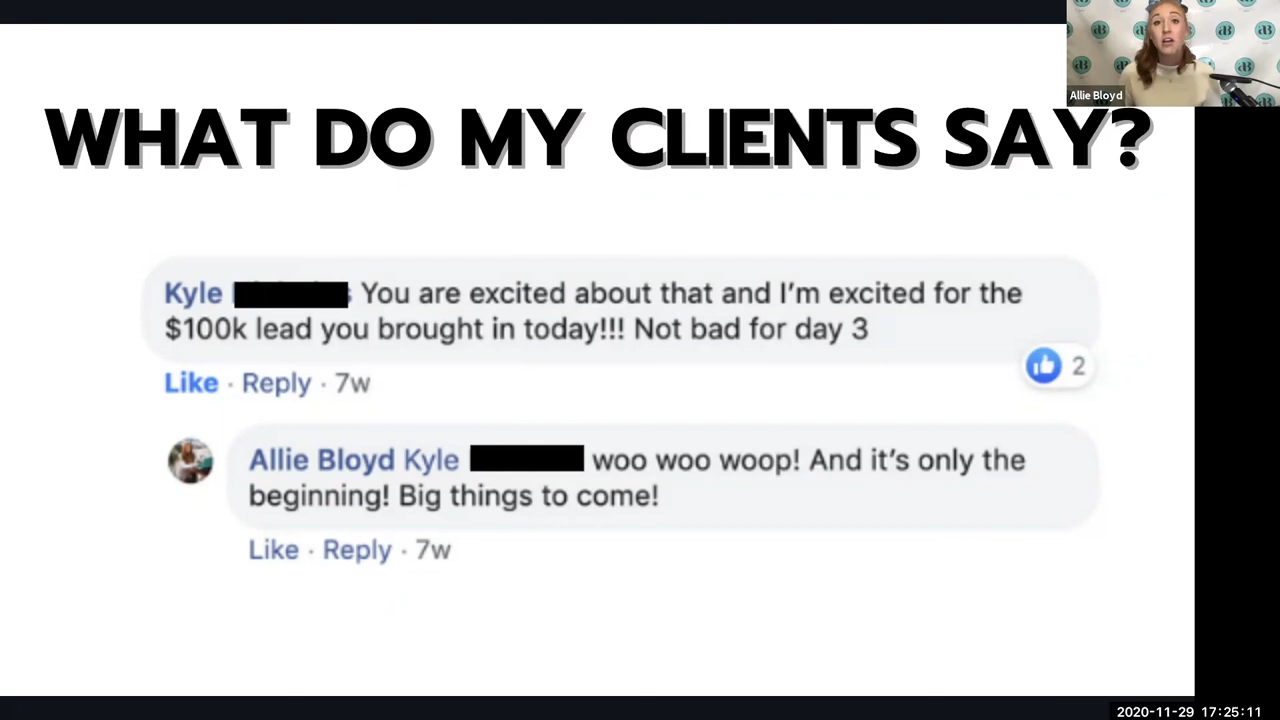 Allie Bloyd
WHAT DO MY CLIENTS SAY?
Kyle You are excited about that and I'm excited for the
$100k lead you brought in today!!! Not bad for day 3
Like · Reply · 7w
2
Allie Bloyd Kyle woo woo woop! And it's only the
beginning! Big things to come!
Like · Reply · 7w
2020-11-29 17:25:11